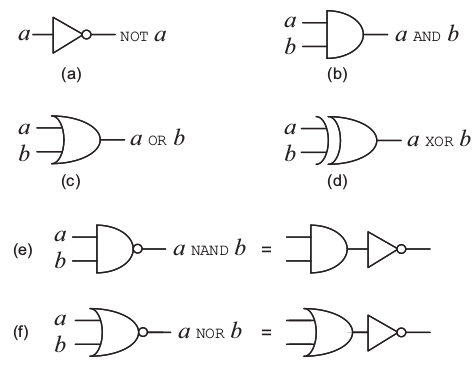 a NOT a
(a)
a b a AND b
(b)
a b a OR b
(c)
a b a XOR b
(d)
(e) a b a NAND b =
(f) a b a NOR b =